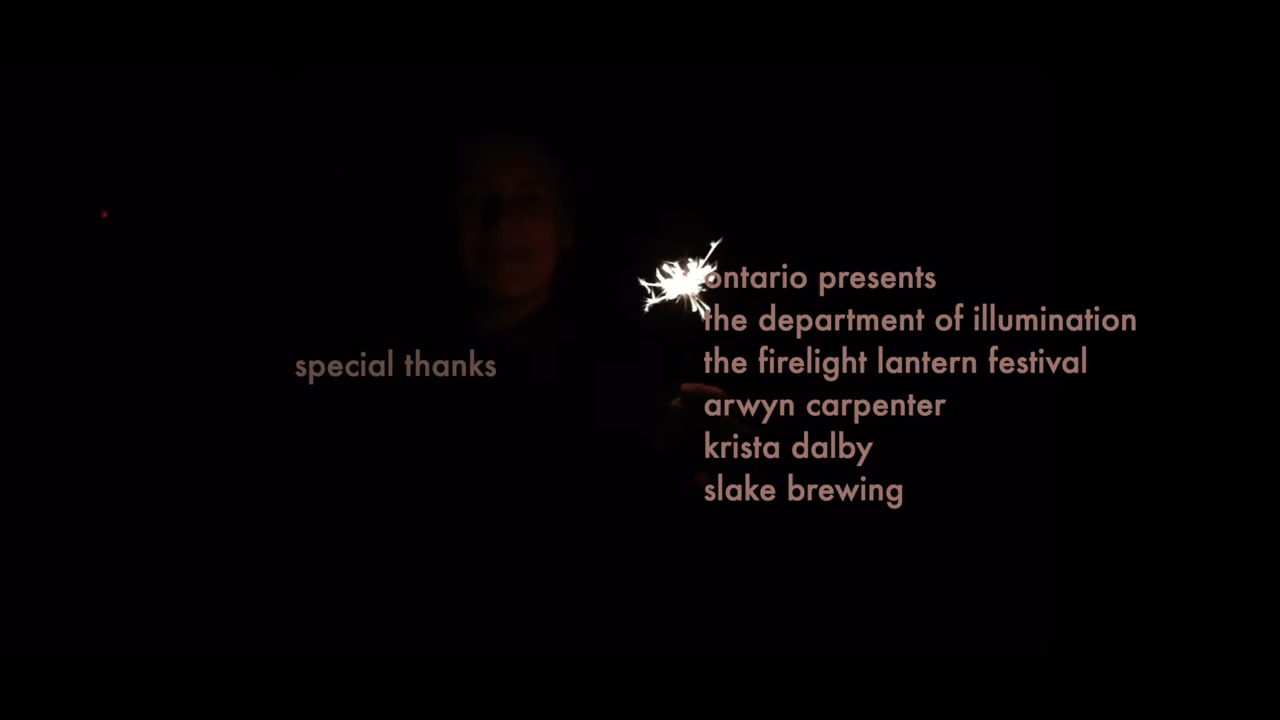 special thanks
ontario presents
the department of illumination
the firelight lantern festival
arwyn carpenter
krista dalby
slake brewing